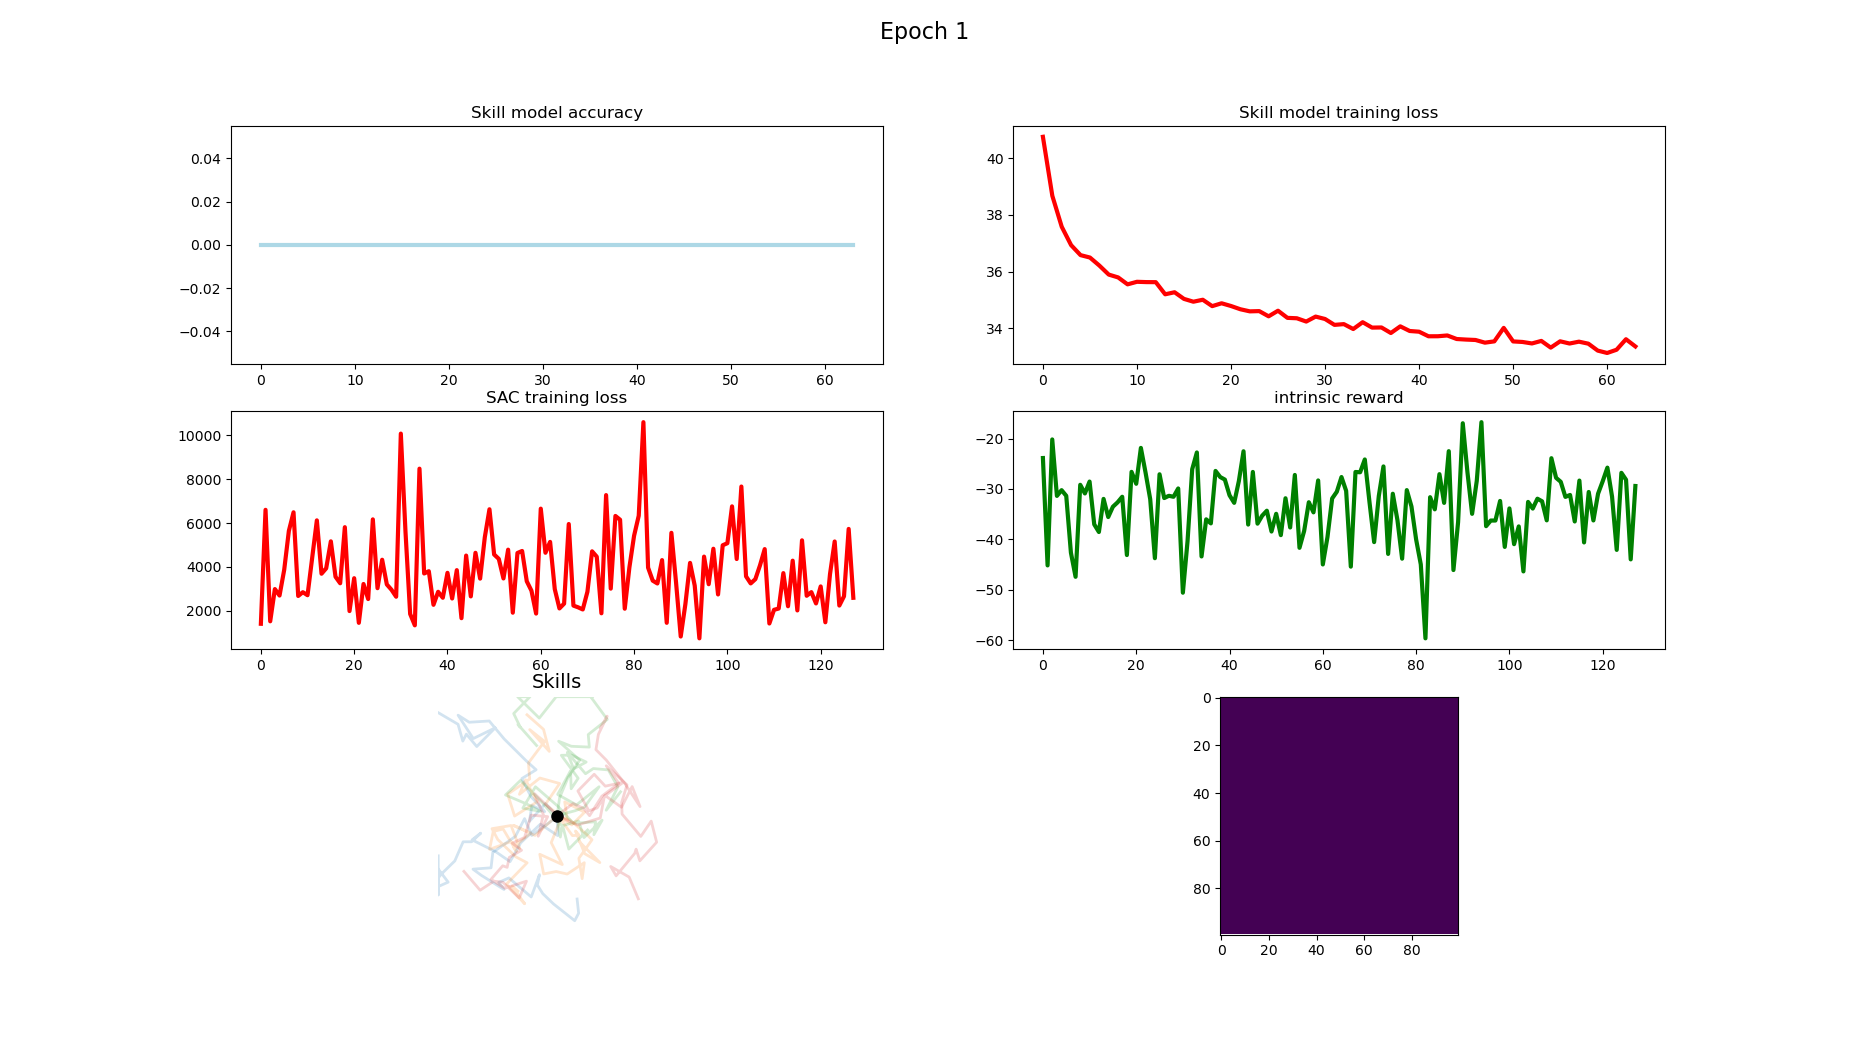 Epoch 1
Skill model accuracy
0.04
0.02
0.00
−0.02
−0.04
0 10 20 30 40 50 60
Skill model training loss
40
38
36
34
0 10 20 30 40 50 60
SAC training loss
10000
8000
6000
4000
2000
0 20 40 60 80 100 120
intrinsic reward
−20
−30
−40
−50
−60
0 20 40 60 80 100 120
Skills
0
20
40
60
80
0 20 40 60 80